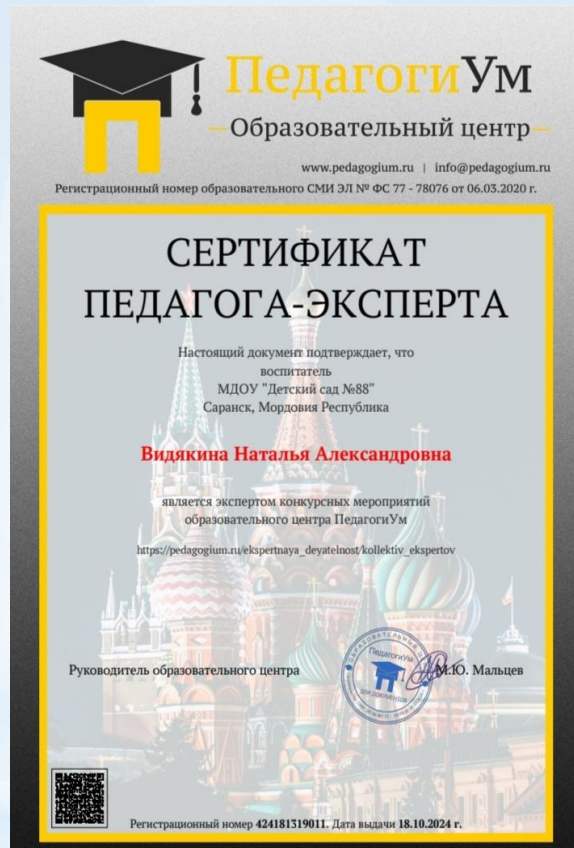 ПедагогиУм
Образовательный центр
www.pedagogium.ru | info@pedagogium.ru
Регистрационный номер образовательного СМИ ЭЛ № ФС 77 - 78076 от 06.03.2020 г.
СЕРТИФИКАТ
ПЕДАГОГА-ЭКСПЕРТА
Настоящий документ подтверждает, что
воспитатель
МДОУ "Детский сад №88"
Саранск, Мордовия Республика
Видякина Наталья Александровна
является экспертом конкурсных мероприятий
образовательного центра ПедагогиУм
https://pedagogium.ru/ekspertnaya_deyatelnost/kollektiv_ekspertov
Руководитель образовательного центра
М.Ю. Мальцев
ПедагогиУм
ДЛЯ ДОКУМЕНТОВ
Регистрационный номер 424181319011. Дата выдачи 18.10.2024 г.